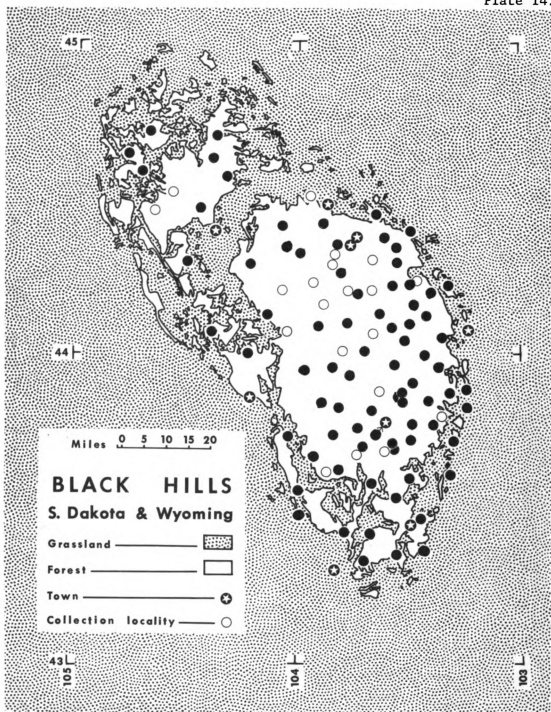 Plate 147
45
Miles 0 5 10 15 20
BLACK HILLS
S. Dakota & Wyoming
Grassland
Forest
Town
Collection locality
44
43
105
104
103